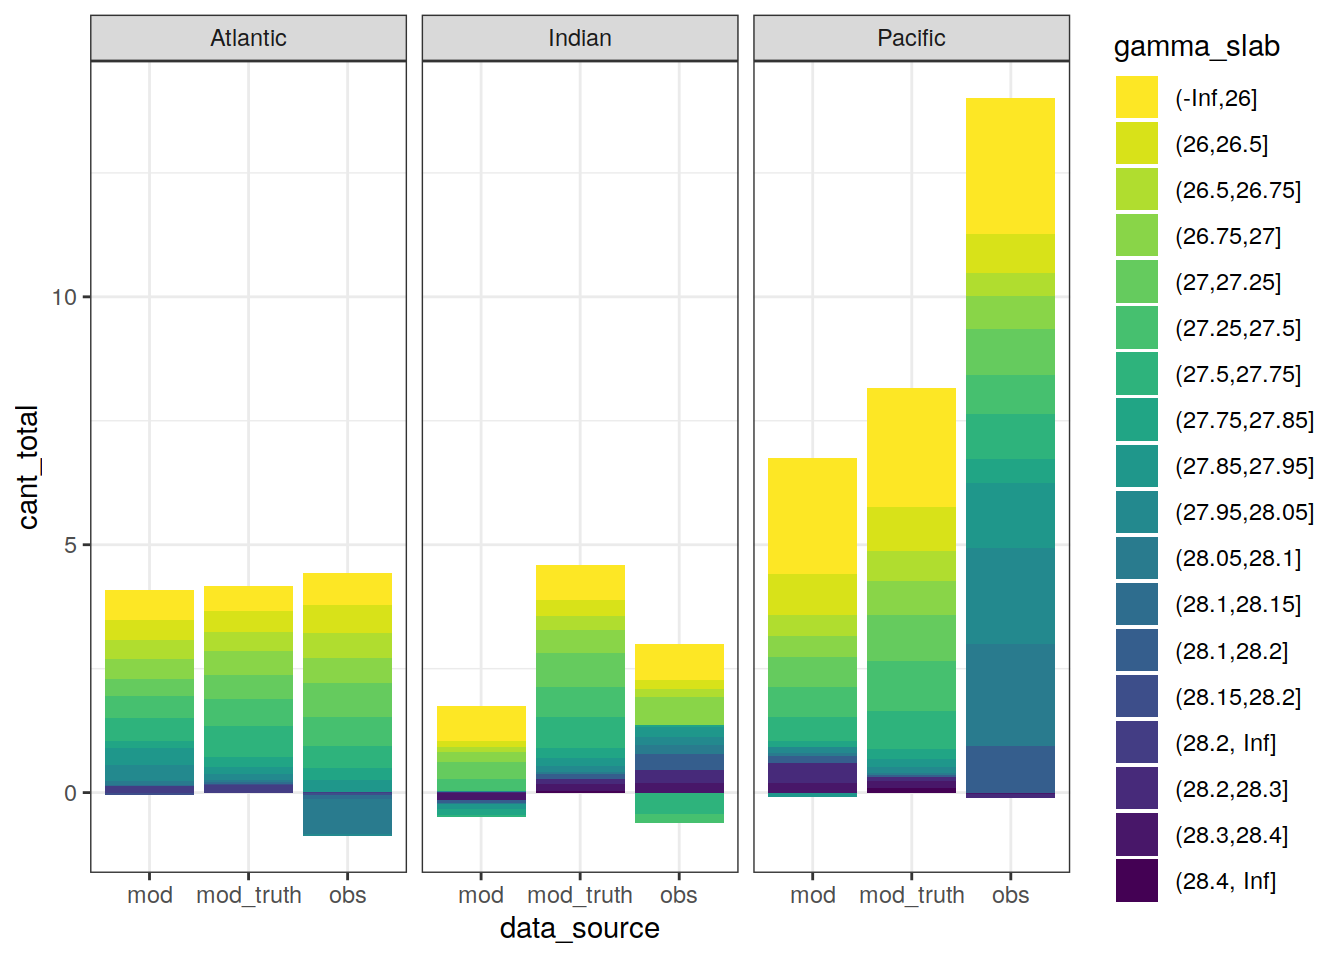 Atlantic
Indian
Pacific
cant_total
10
5
0
mod mod_truth obs
mod mod_truth obs
mod mod_truth obs
data_source
gamma_slab
(-Inf,26]
(26,26.5]
(26.5,26.75]
(26.75,27]
(27,27.25]
(27.25,27.5]
(27.5,27.75]
(27.75,27.85]
(27.85,27.95]
(27.95,28.05]
(28.05,28.1]
(28.1,28.15]
(28.1,28.2]
(28.15,28.2]
(28.2, Inf]
(28.2,28.3]
(28.3,28.4]
(28.4, Inf]